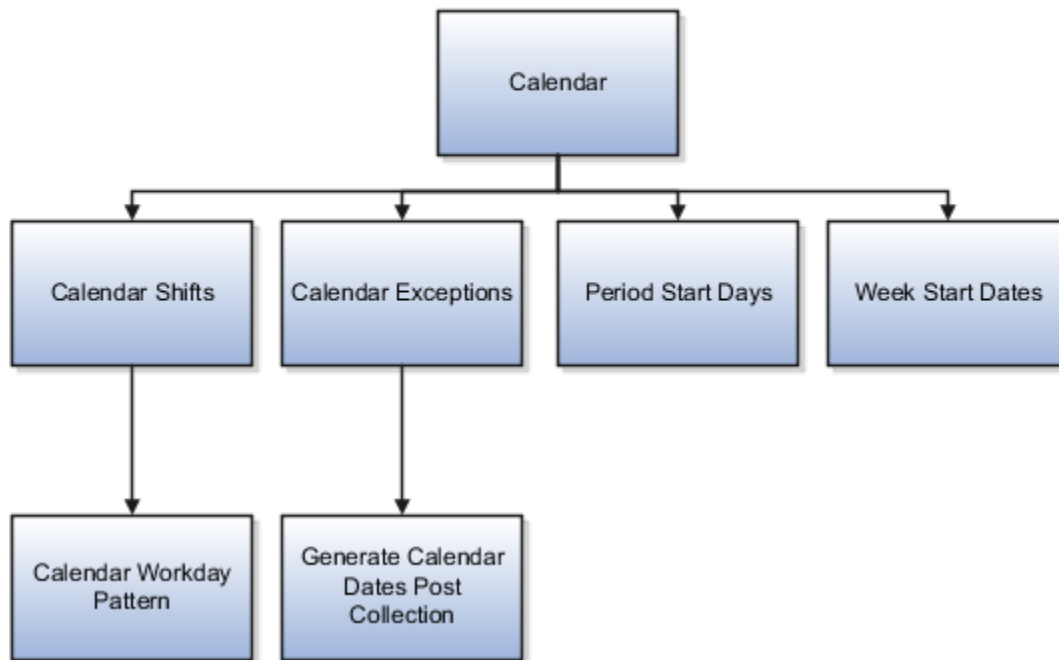 Calendar
Calendar Shifts
Calendar Exceptions
Period Start Days
Week Start Dates
Calendar Workday
Pattern
Generate Calendar
Dates Post
Collection